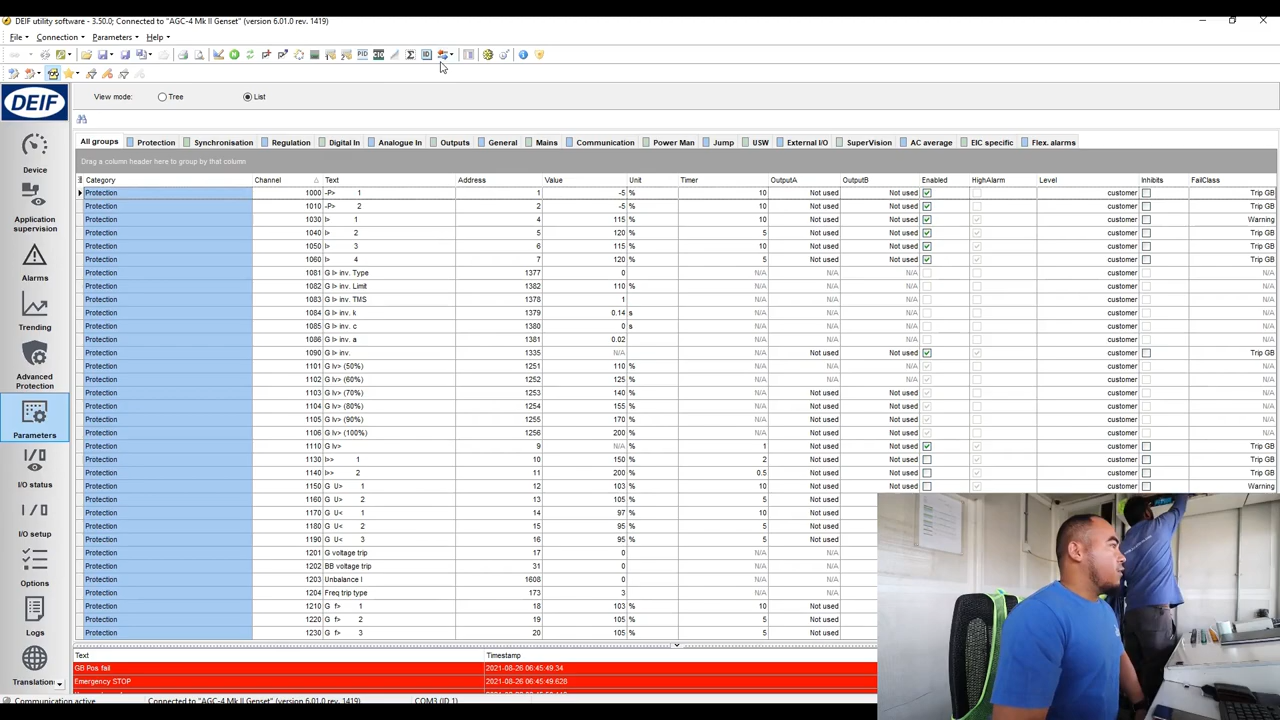 DEIF utility software - 3.50.0; Connected to "AGC-4 Mk II Genset" (version 6.01.0 rev. 1419)
File Connection Parameters Help
PID CIO Σ ID
View mode: Tree List
DEIF
All groups Protection Synchronisation Regulation Digital In Analogue In Outputs General Mains Communication Power Man Jump USW External I/O SuperVision AC average EIC specific Flex. alarms
Drag a column header here to group by that column
Category Channel Text Address Value Unit Timer OutputA OutputB Enabled HighAlarm Level Inhibits FailClass
Protection 1000 -P> 1 1 -5 % 10 Not used Not used customer Trip GB
Protection 1010 -P> 2 2 -5 % 10 Not used Not used customer Trip GB
Protection 1030 I> 1 4 115 % 10 Not used Not used customer Warning
Protection 1040 I> 2 5 120 % 5 Not used Not used customer Trip GB
Protection 1050 I> 3 6 115 % 10 Not used Not used customer Trip GB
Protection 1060 I> 4 7 120 % 5 Not used Not used customer Trip GB
Protection 1081 G I> inv. Type 1377 0 N/A N/A N/A customer N/A
Protection 1082 G I> inv. Limit 1382 110 % N/A N/A N/A customer N/A
Protection 1083 G I> inv. TMS 1378 1 N/A N/A N/A customer N/A
Protection 1084 G I> inv. k 1379 0.14 s N/A N/A N/A customer N/A
Protection 1085 G I> inv. c 1380 0 s N/A N/A N/A customer N/A
Protection 1086 G I> inv. a 1381 0.02 N/A N/A N/A customer N/A
Protection 1090 G I> inv. 1335 N/A N/A Not used Not used customer Trip GB
Protection 1101 G Iv> (50%) 1251 110 % N/A N/A N/A customer N/A
Protection 1102 G Iv> (60%) 1252 125 % N/A N/A N/A customer N/A
Protection 1103 G Iv> (70%) 1253 140 % N/A Not used Not used customer N/A
Protection 1104 G Iv> (80%) 1254 155 % N/A Not used Not used customer N/A
Protection 1105 G Iv> (90%) 1255 170 % N/A Not used Not used customer N/A
Protection 1106 G Iv> (100%) 1256 200 % N/A Not used Not used customer N/A
Protection 1110 G Iv> 9 N/A % 1 Not used Not used customer Trip GB
Protection 1130 I>> 1 10 150 % 2 Not used Not used customer Trip GB
Protection 1140 I>> 2 11 200 % 0.5 Not used Not used customer Trip GB
Protection 1150 G U> 1 12 103 % 10 Not used Not used customer Warning
Protection 1160 G U> 2 13 105 % 5 Not used
Protection 1170 G U< 1 14 97 % 10 Not used
Protection 1180 G U< 2 15 95 % 5 Not used
Protection 1190 G U< 3 16 95 % 5 Not used
Protection 1201 G voltage trip 17 0 N/A N/A
Protection 1202 BB voltage trip 31 0 N/A N/A
Protection 1203 Unbalance I 1608 0 N/A N/A
Protection 1204 Freq trip type 173 3 N/A N/A
Protection 1210 G f> 1 18 103 % 10 Not used
Protection 1220 G f> 2 19 105 % 5 Not used
Protection 1230 G f> 3 20 105 % 5 Not used
Device
Application
supervision
Alarms
Trending
Advanced
Protection
Parameters
I/O status
I/O setup
Options
Logs
Translation
Text Timestamp
GB Pos fail 2021-08-26 06:45:49.34
Emergency STOP 2021-08-26 06:45:49.628
Communication active Connected to "AGC-4 Mk II Genset" (version 6.01.0 rev. 1419) COM3 (ID 1)